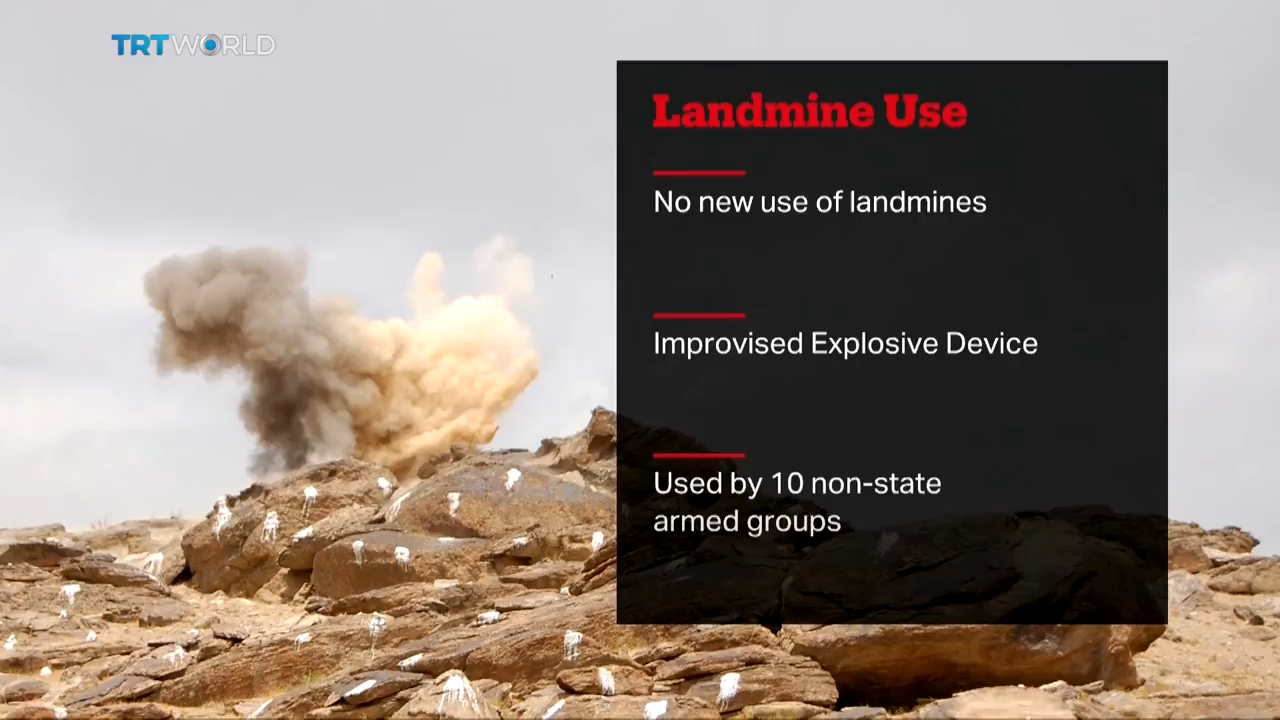 TRT WORLD
Landmine Use
No new use of landmines
Improvised Explosive Device
Used by 10 non-state
armed groups